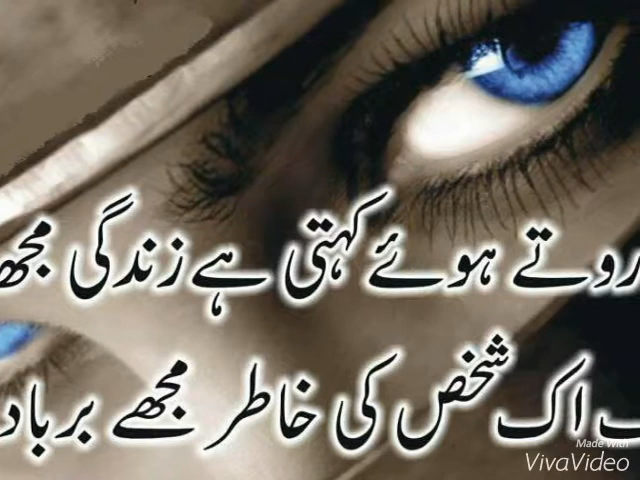 روتے ہوئے کہتی ہے زندگی مجھ
اک شخص کی خاطر مجھے برباد
Made With
VivaVideo